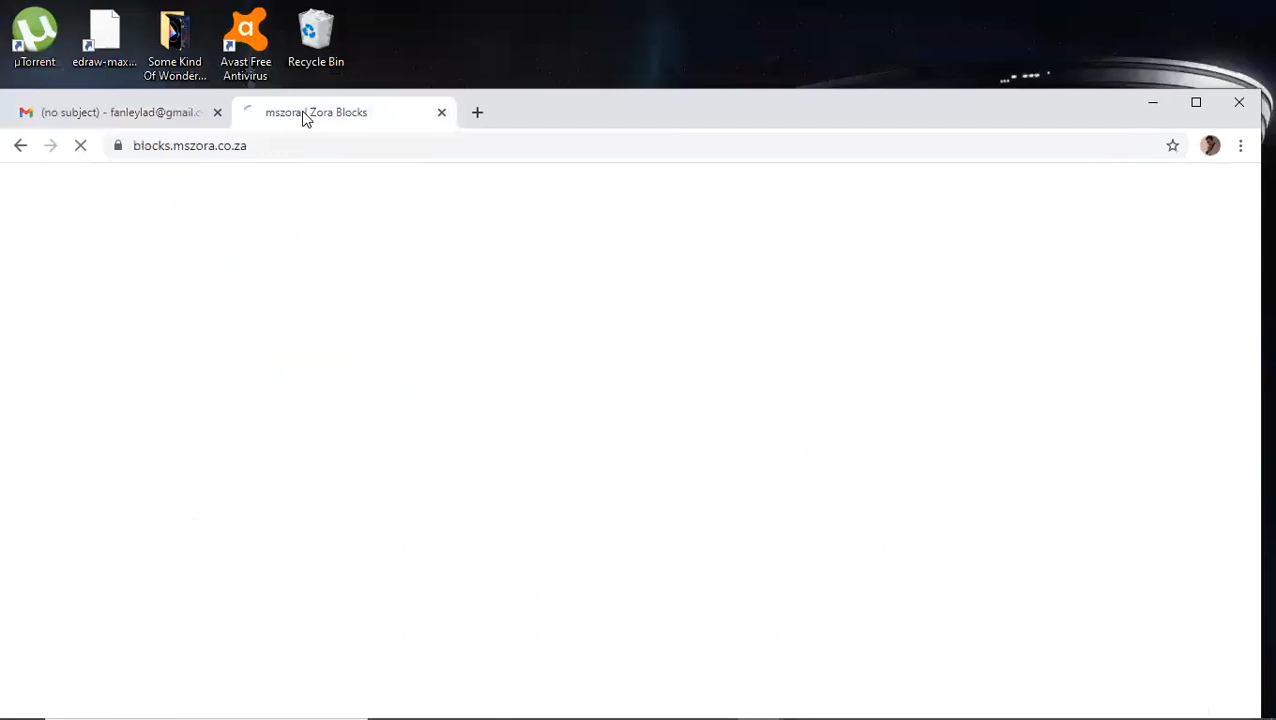 µTorrent
edraw-max...
Some Kind
Of Wonder...
Avast Free
Antivirus
Recycle Bin
(no subject) - fanleylad@gmail.c
mszora | Zora Blocks
blocks.mszora.co.za